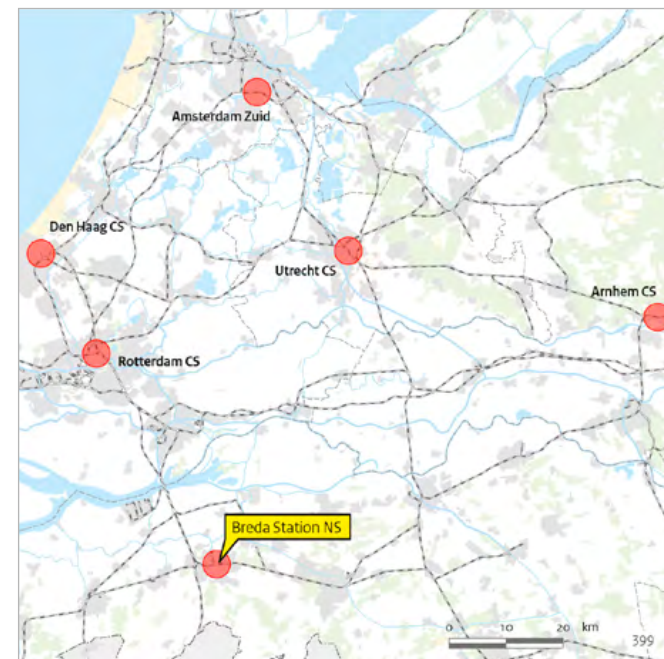 Amsterdam Zuid
Den Haag CS
Utrecht CS
Arnhem CS
Rotterdam CS
Breda Station NS
0 10 20 km
399